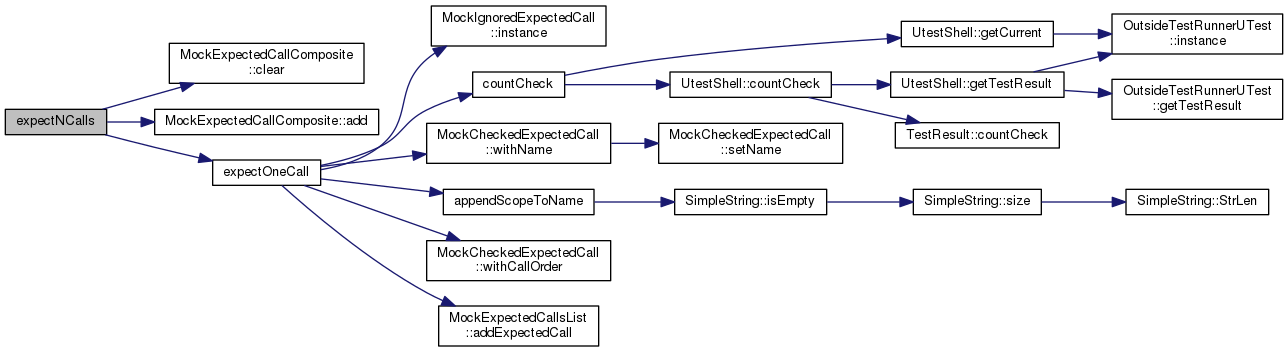 expectNCalls
MockExpectedCallComposite
::clear
MockExpectedCallComposite::add
expectOneCall
MockIgnoredExpectedCall
::instance
countCheck
MockCheckedExpectedCall
::withName
appendScopeToName
MockCheckedExpectedCall
::withCallOrder
MockExpectedCallsList
::addExpectedCall
UtestShell::countCheck
MockCheckedExpectedCall
::setName
SimpleString::isEmpty
UtestShell::getCurrent
UtestShell::getTestResult
TestResult::countCheck
SimpleString::size
OutsideTestRunnerUTest
::instance
OutsideTestRunnerUTest
::getTestResult
SimpleString::StrLen